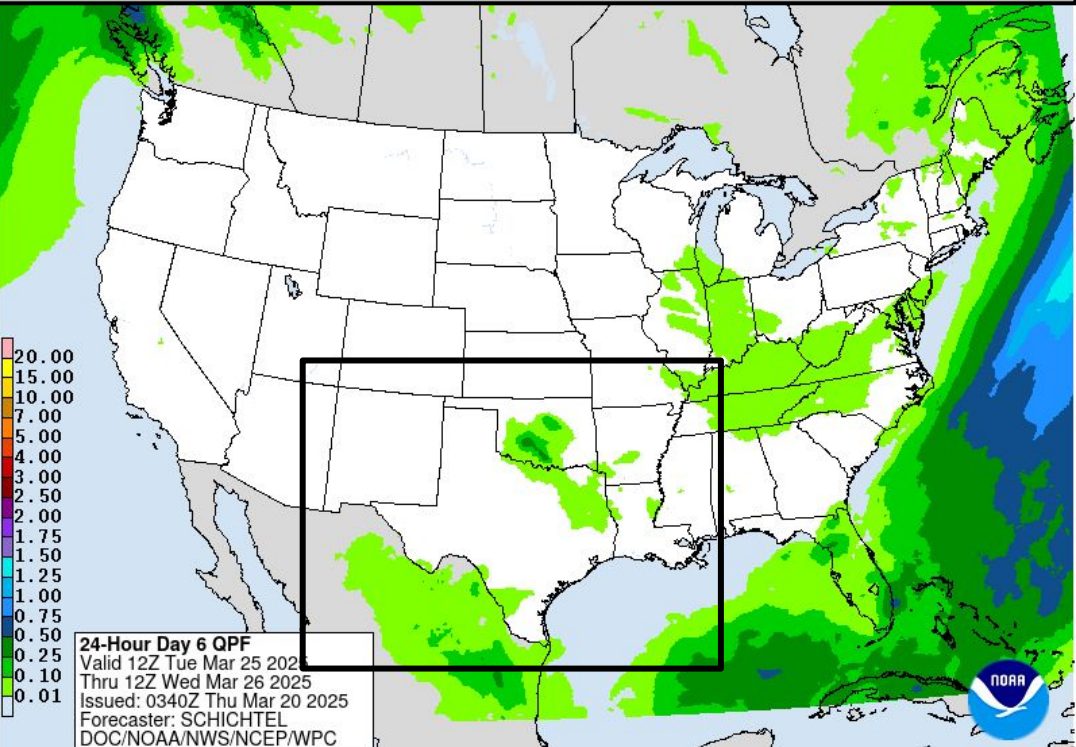 20.00
15.00
10.00
7.00
5.00
4.00
3.00
2.50
2.00
1.75
1.50
1.25
1.00
0.75
0.50
0.25
0.10
0.01
24-Hour Day 6 QPF
Valid 12Z Tue Mar 25 2025
Thru 12Z Wed Mar 26 2025
Issued: 0340Z Thu Mar 20 2025
Forecaster: SCHICHTEL
DOC/NOAA/NWS/NCEP/WPC
NOAA